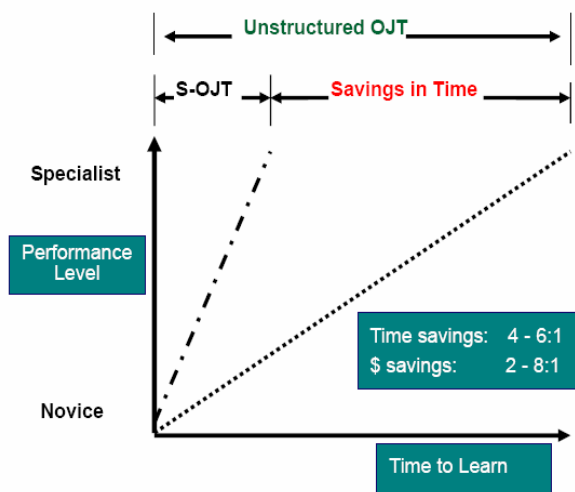 Unstructured OJT
S-OJT
Savings in Time
Specialist
Performance
Level
Time savings: 4 - 6:1
$ savings: 2 - 8:1
Novice
Time to Learn